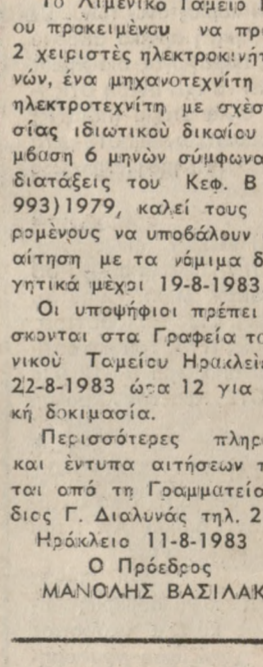 Το Λιμενικό Ταμείο
ου προκειμένου να πρ
2 χειριστές ηλεκτροκινήτ
νών, ένα μηχανοτεχνίτη
ηλεκτροτεχνίτη με σχέσ
σίας ιδιωτικού δικαίου
μβαση 6 μηνών σύμφωνα
διατάξεις του Κεφ. Β
993)1979, καλεί τους
ρομένους να υποβάλουν
αίτηση με τα νόμιμα δ
γητικά μέχρι 19-8-1983
Οι υποψήφιοι πρέπει
σκονται στα Γραφεία το
νικού Ταμείου Ηρακλεί
22-8-1983 ώρα 12 για
κή δοκιμασία.
Περισσότερες πληρ
και έντυπα αιτήσεων τ
ται από τη Γραμματεία
διος Γ. Διαλυνάς τηλ. 2
Ηράκλειο 11-8-1983
Ο Πρόεδρος
ΜΑΝΟΛΗΣ ΒΑΣΙΛΑΚ